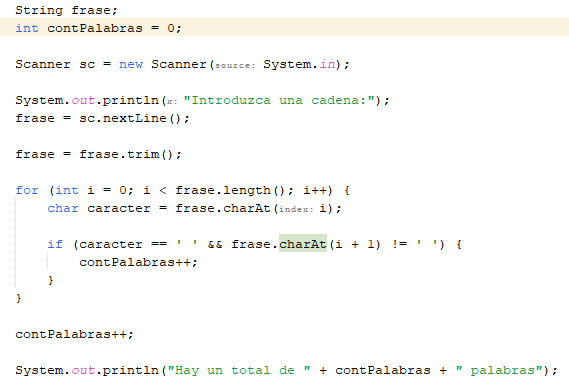 String frase;
int contPalabras = 0;
Scanner sc = new Scanner(source: System.in);
System.out.println(x: "Introduzca una cadena:");
frase = sc.nextLine();
frase = frase.trim();
for (int i = 0; i < frase.length(); i++) {
char caracter = frase.charAt(index: i);
if (caracter == ' ' && frase.charAt(i + 1) != ' ') {
contPalabras++;
}
}
contPalabras++;
System.out.println("Hay un total de " + contPalabras + " palabras");